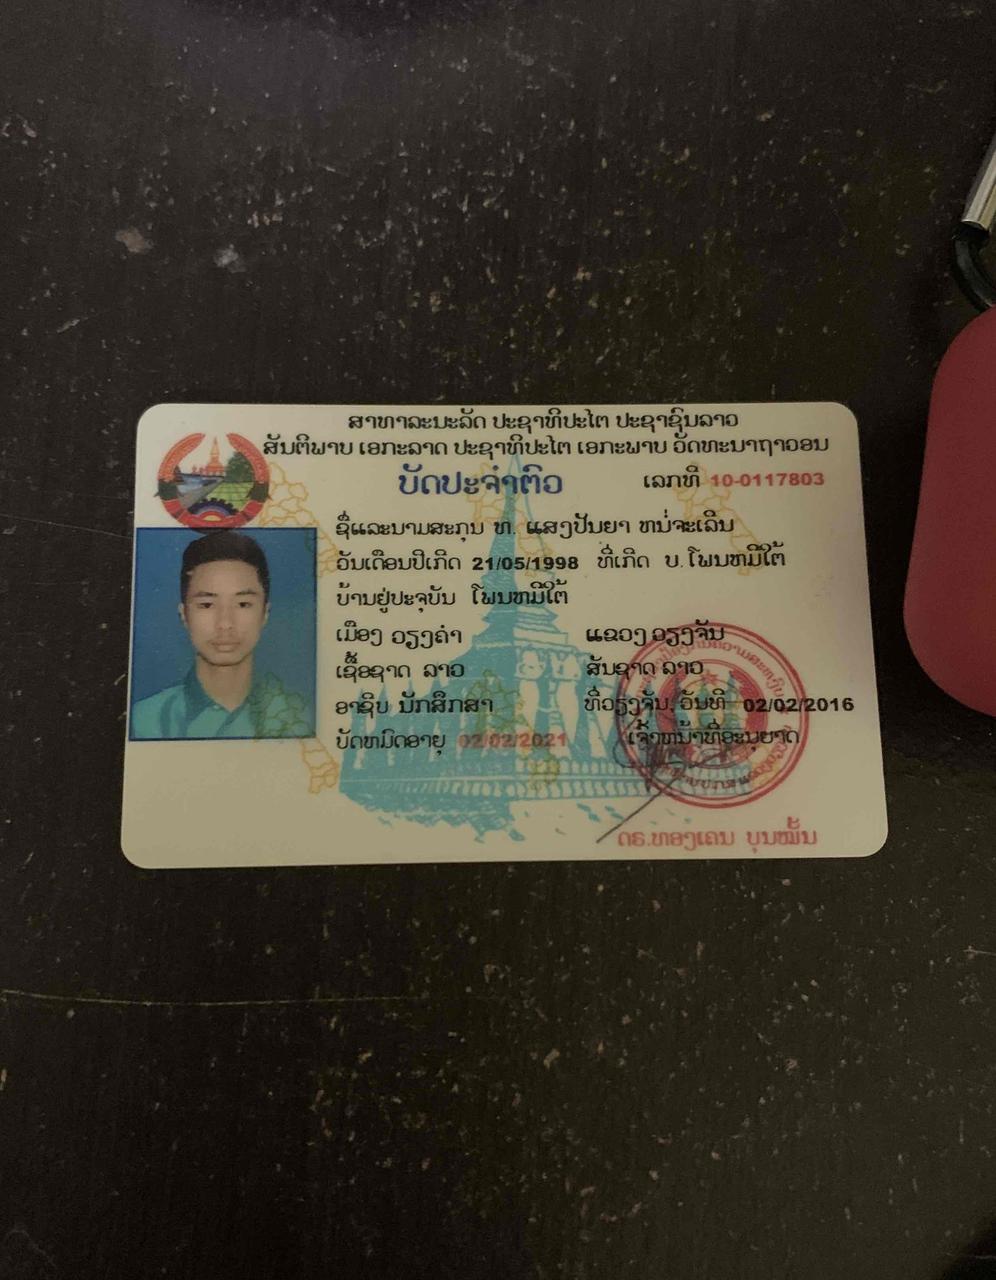 ສາທາລະນະລັດ ປະຊາທິປະໄຕ ປະຊາຊົນລາວ
ສັນຕິພາບ ເອກະລາດ ປະຊາທິປະໄຕ ເອກະພາບ ວັດທະນາຖາວອນ
ບັດປະຈຳຕົວ ເລກທີ 10-0117803
ຊື່ແລະນາມສະກຸນ ທ. ແສງປັນຍາ ຫນໍ່ຈະເລີນ
ວັນເດືອນປີເກີດ 21/05/1998 ທີ່ເກີດ ບ. ໂພນຫມີໃຕ້
ບ້ານຢູ່ປະຈຸບັນ ໂພນຫມີໃຕ້
ເມືອງ ວຽງຄຳ ແຂວງ ວຽງຈັນ
ເຊື້ອຊາດ ລາວ ສັນຊາດ ລາວ
ອາຊີບ ນັກສຶກສາ ທີ່ວຽງຈັນ, ວັນທີ 02/02/2016
ບັດຫມົດອາຍຸ 02/02/2021 ເຈົ້າຫນ້າທີ່ອະນຸຍາດ
ດຣ.ທອງເຄນ ບຸນໝັ້ນ